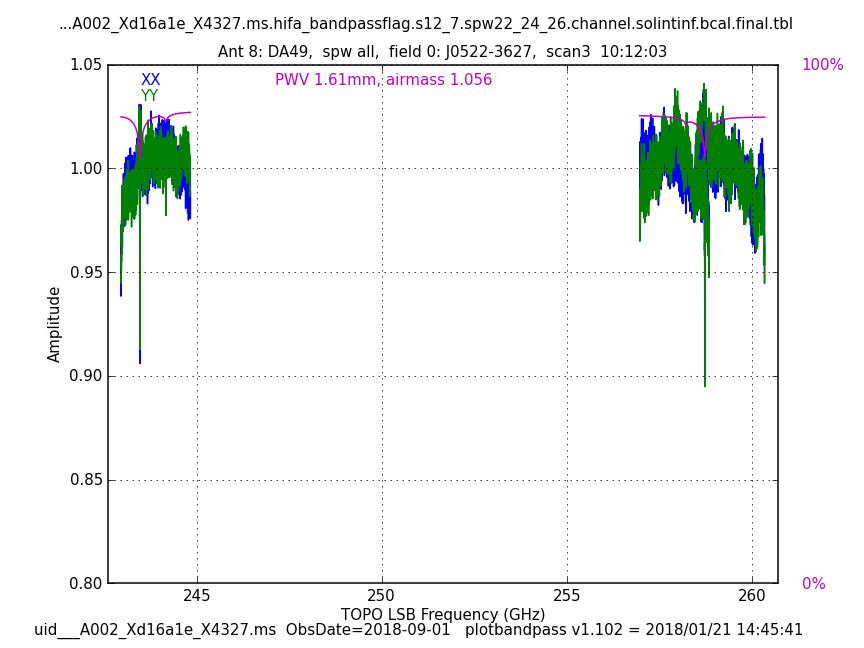 ...A002_Xd16a1e_X4327.ms.hifa_bandpassflag.s12_7.spw22_24_26.channel.solintinf.bcal.final.tbl
Ant 8: DA49,  spw all,  field 0: J0522-3627,  scan3  10:12:03
1.05
100%
XX
PWV 1.61mm, airmass 1.056
YY
1.00
0.95
Amplitude
0.90
0.85
0.80
0%
245
250
255
260
TOPO LSB Frequency (GHz)
uid___A002_Xd16a1e_X4327.ms  ObsDate=2018-09-01   plotbandpass v1.102 = 2018/01/21 14:45:41